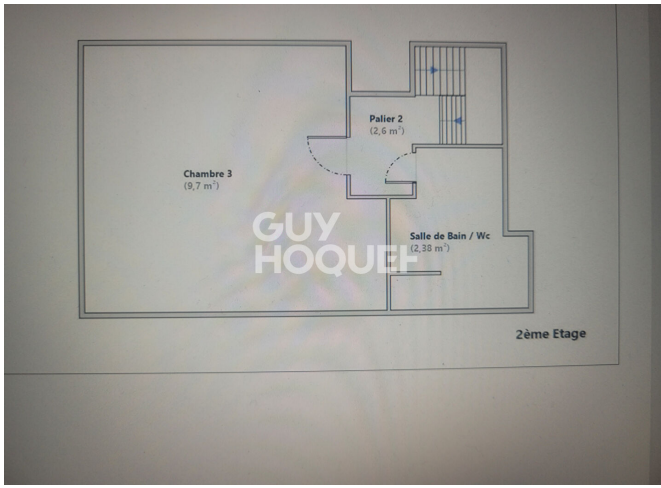 Palier 2
(2,6 m²)
Chambre 3
(9,7 m²)
GUY
HOQUET
Salle de Bain / Wc
(2,38 m²)
2ème Etage